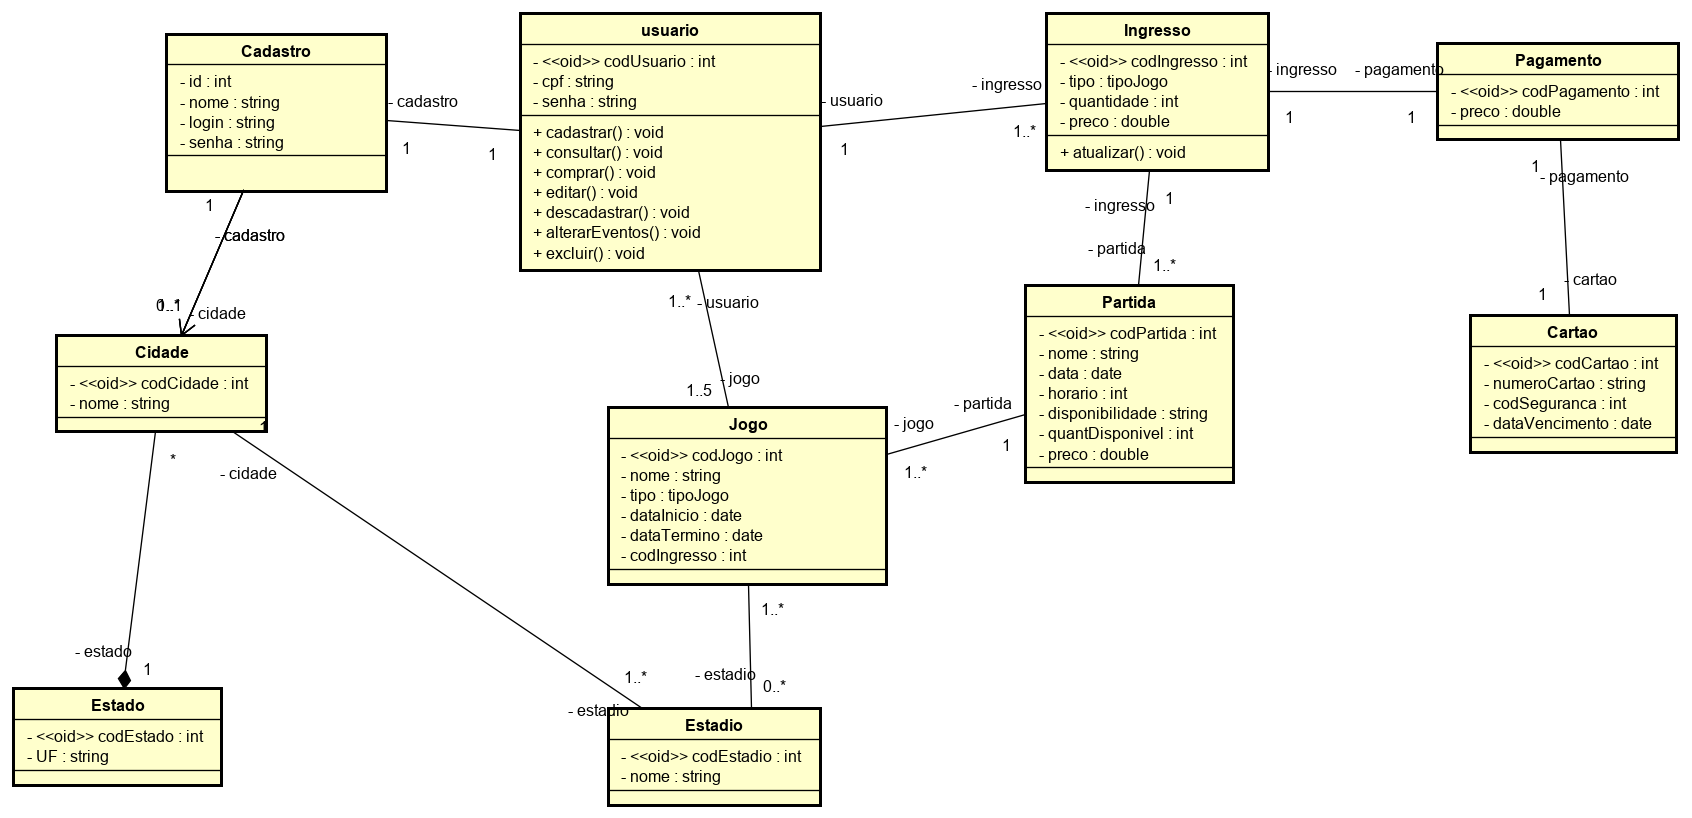 Cadastro
- id : int
- nome : string
- login : string
- senha : string
usuario
- <<oid>> codUsuario : int
- cpf : string
- senha : string
+ cadastrar() : void
+ consultar() : void
+ comprar() : void
+ editar() : void
+ descadastrar() : void
+ alterarEventos() : void
+ excluir() : void
Ingresso
- <<oid>> codIngresso : int
- tipo : tipoJogo
- quantidade : int
- preco : double
+ atualizar() : void
Pagamento
- <<oid>> codPagamento : int
- preco : double
- cadastro
1
1
- usuario
1
- ingresso
1..*
- ingresso
1
- pagamento
1
1
- cadastro
- cidade
1
- pagamento
- cartao
1
- ingresso
1
- partida
1..*
1..*
- usuario
- jogo
1..5
Cidade
- <<oid>> codCidade : int
- nome : string
Partida
- <<oid>> codPartida : int
- nome : string
- data : date
- horario : int
- disponibilidade : string
- quantDisponivel : int
- preco : double
Cartao
- <<oid>> codCartao : int
- numeroCartao : string
- codSeguranca : int
- dataVencimento : date
Jogo
- <<oid>> codJogo : int
- nome : string
- tipo : tipoJogo
- dataInicio : date
- dataTermino : date
- codIngresso : int
- jogo
1..*
- partida
1
1
- cidade
*
- estado
1
1..*
- estadio
1..*
- estadio
0..*
Estado
- <<oid>> codEstado : int
- UF : string
Estadio
- <<oid>> codEstadio : int
- nome : string